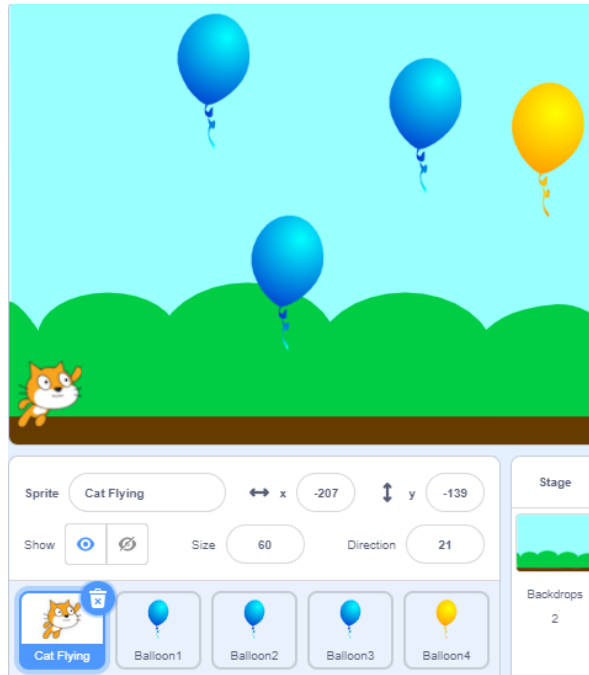 Sprite Cat Flying x -207 y -139 Stage
Show Size 60 Direction 21
Backdrops
2
Cat Flying Balloon1 Balloon2 Balloon3 Balloon4